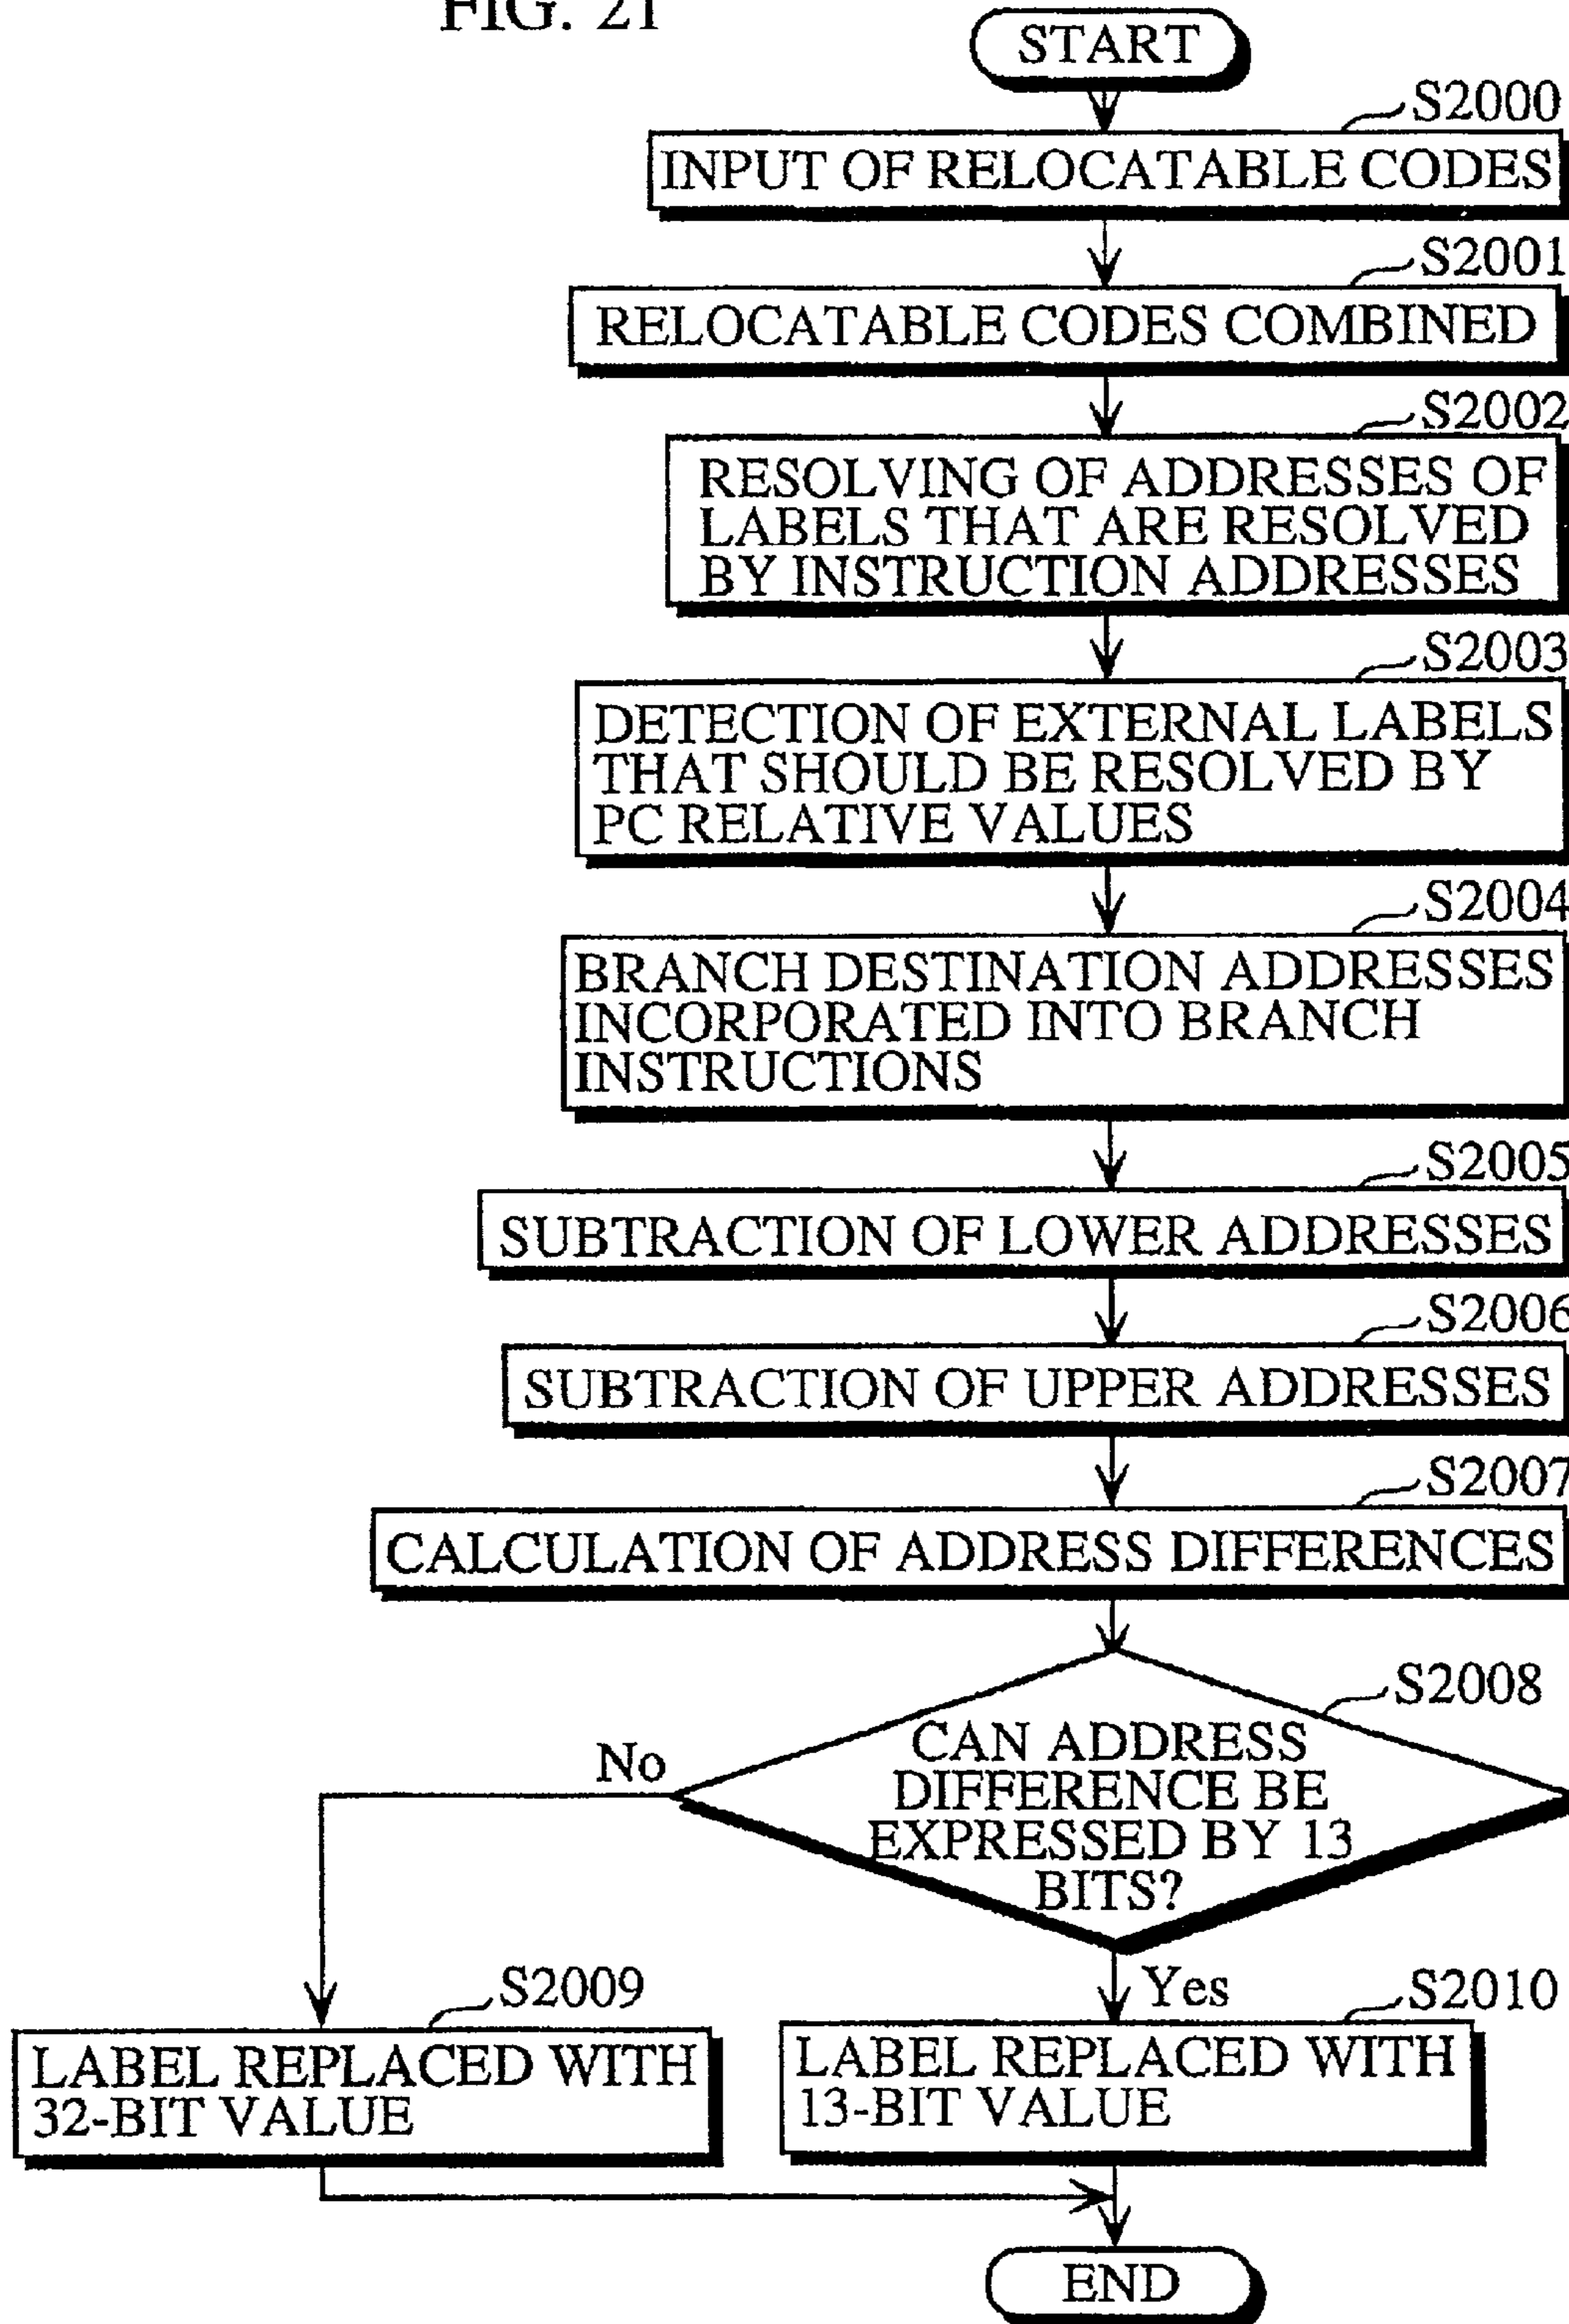 FIG. 21
START
S2000
INPUT OF RELOCATABLE CODES
S2001
RELOCATABLE CODES COMBINED
S2002
RESOLVING OF ADDRESSES OF
LABELS THAT ARE RESOLVED
BY INSTRUCTION ADDRESSES
S2003
DETECTION OF EXTERNAL LABELS
THAT SHOULD BE RESOLVED BY
PC RELATIVE VALUES
S2004
BRANCH DESTINATION ADDRESSES
INCORPORATED INTO BRANCH
INSTRUCTIONS
S2005
SUBTRACTION OF LOWER ADDRESSES
S2006
SUBTRACTION OF UPPER ADDRESSES
S2007
CALCULATION OF ADDRESS DIFFERENCES
S2008
CAN ADDRESS
DIFFERENCE BE
EXPRESSED BY 13
BITS?
No
Yes
S2009
LABEL REPLACED WITH
32-BIT VALUE
S2010
LABEL REPLACED WITH
13-BIT VALUE
END